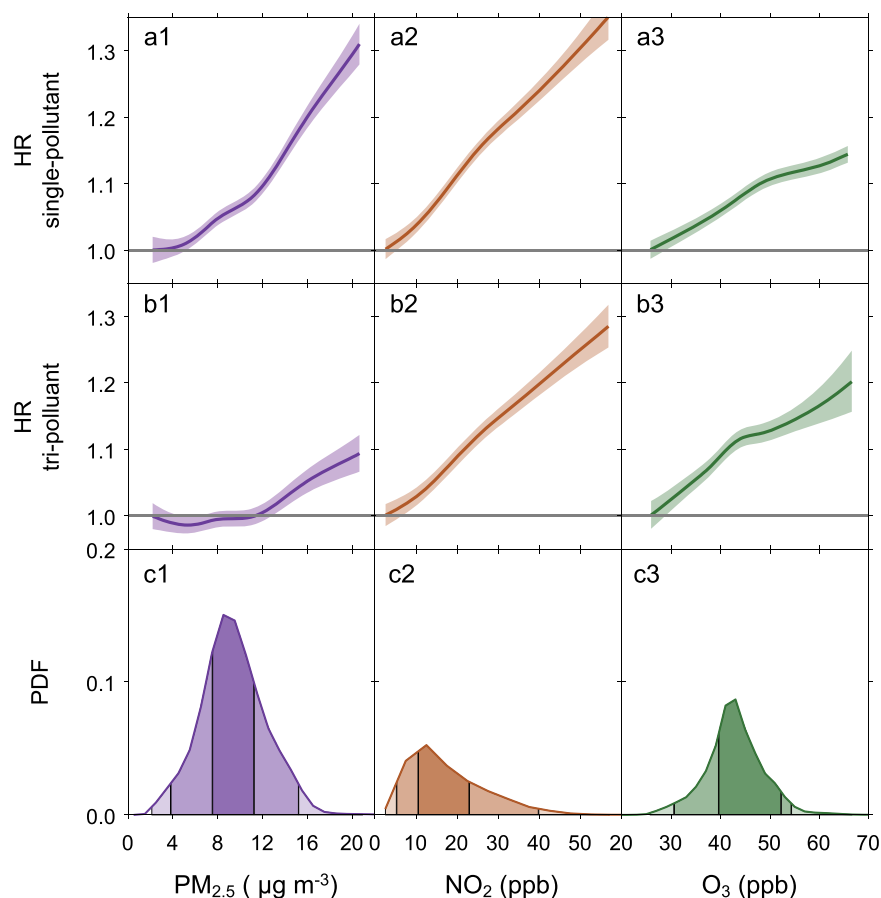 a1 a2 a3
1.3
1.2
1.1
1.0
HR
single-pollutant
b1 b2 b3
1.3
1.2
1.1
1.0
HR
tri-polluant
c1 c2 c3
0.2
0.1
0.0
PDF
0 4 8 12 16 20 0 10 20 30 40 50 20 30 40 50 60 70
PM2.5 ( µg m-3) NO2 (ppb) O3 (ppb)